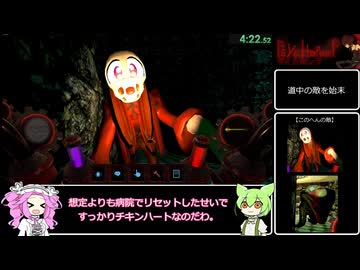 4:22.52
道中の敵を始末
【このへんの敵】
想定よりも病院でリセットしたせいで
すっかりチキンハートなのだわ。